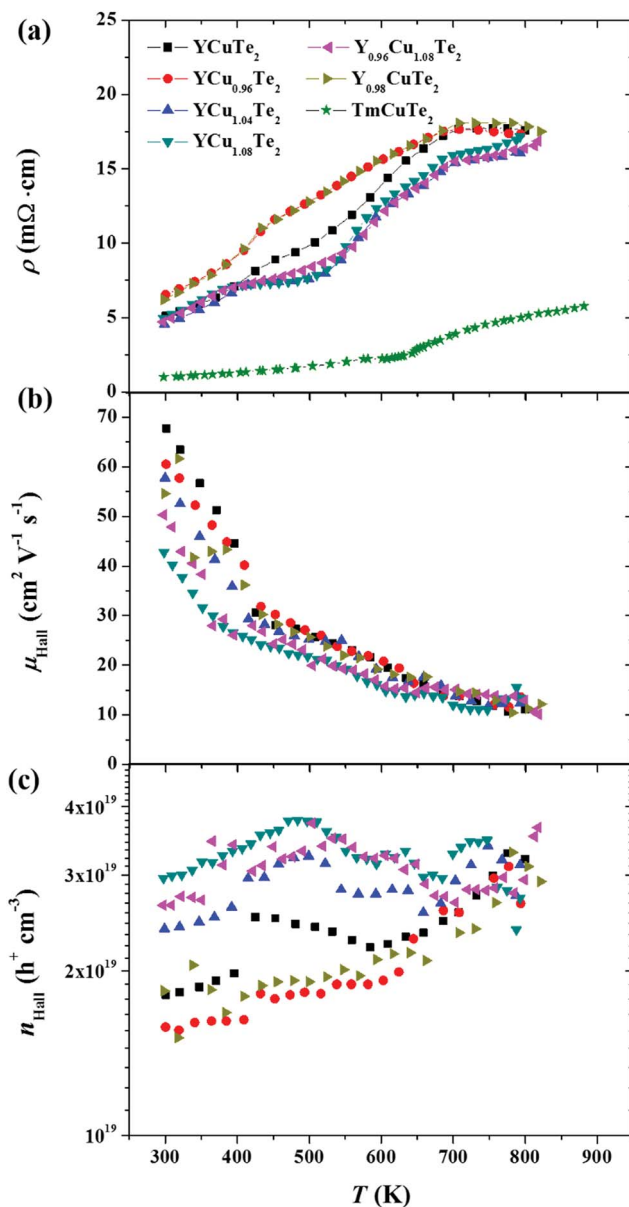 (a)
25
20
15
10
5
0
ρ (mΩ·cm)
YCuTe₂
YCu₀.₉₆Te₂
YCu₁.₀₄Te₂
YCu₁.₀₈Te₂
Y₀.₉₆Cu₁.₀₈Te₂
Y₀.₉₈CuTe₂
TmCuTe₂
(b)
70
60
50
40
30
20
10
0
μHall (cm² V⁻¹ s⁻¹)
(c)
4x10¹⁹
3x10¹⁹
2x10¹⁹
10¹⁹
nHall (h⁺ cm⁻³)
300 400 500 600 700 800 900
T (K)